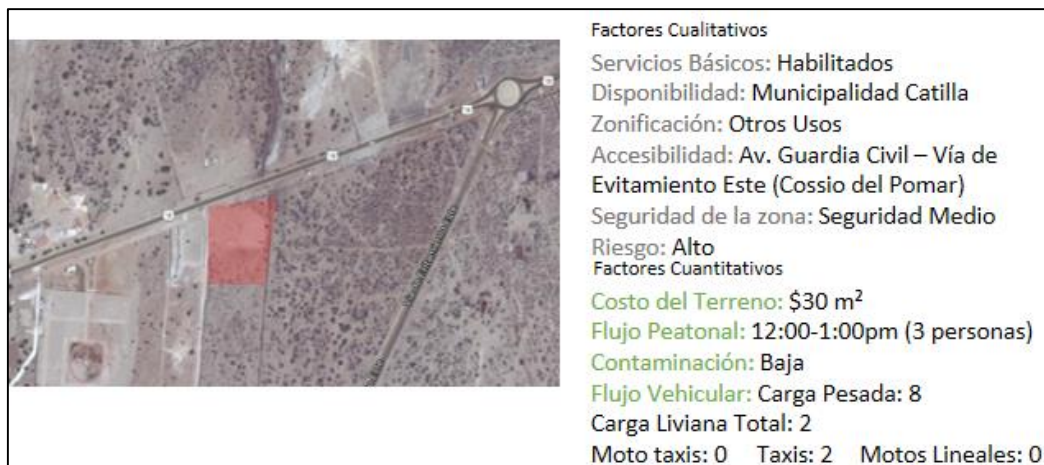 Factores Cualitativos
Servicios Básicos: Habilitados
Disponibilidad: Municipalidad Catilla
Zonificación: Otros Usos
Accesibilidad: Av. Guardia Civil – Vía de
Evitamiento Este (Cossio del Pomar)
Seguridad de la zona: Seguridad Medio
Riesgo: Alto
Factores Cuantitativos
Costo del Terreno: $30 m²
Flujo Peatonal: 12:00-1:00pm (3 personas)
Contaminación: Baja
Flujo Vehicular: Carga Pesada: 8
Carga Liviana Total: 2
Moto taxis: 0 Taxis: 2 Motos Lineales: 0